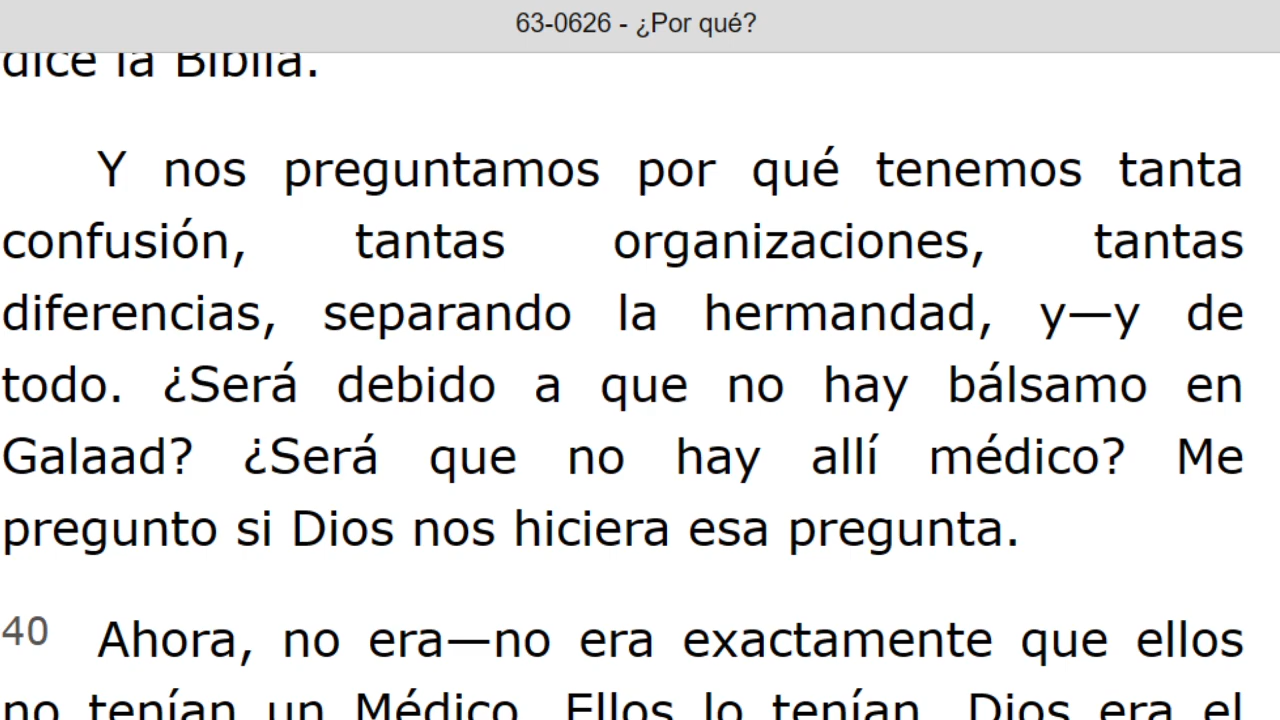 63-0626 - ¿Por qué?
dice la Biblia.
Y nos preguntamos por qué tenemos tanta
confusión, tantas organizaciones, tantas
diferencias, separando la hermandad, y—y de
todo. ¿Será debido a que no hay bálsamo en
Galaad? ¿Será que no hay allí médico? Me
pregunto si Dios nos hiciera esa pregunta.
40 Ahora, no era—no era exactamente que ellos
no tenían un Médico. Ellos lo tenían. Dios era el